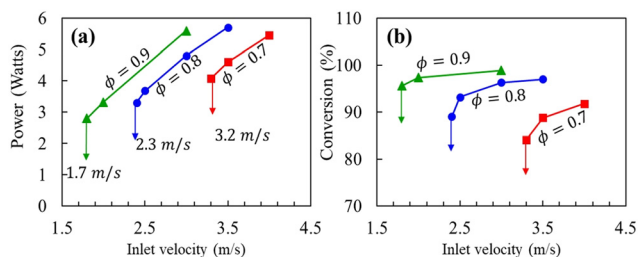 (a)
Power (Watts)
6
5
4
3
2
1
0
ϕ = 0.9
ϕ = 0.8
ϕ = 0.7
1.7 m/s
2.3 m/s
3.2 m/s
1.5 2.5 3.5 4.5
Inlet velocity (m/s)
(b)
Conversion (%)
110
100
90
80
70
ϕ = 0.9
ϕ = 0.8
ϕ = 0.7
1.5 2.5 3.5 4.5
Inlet velocity (m/s)